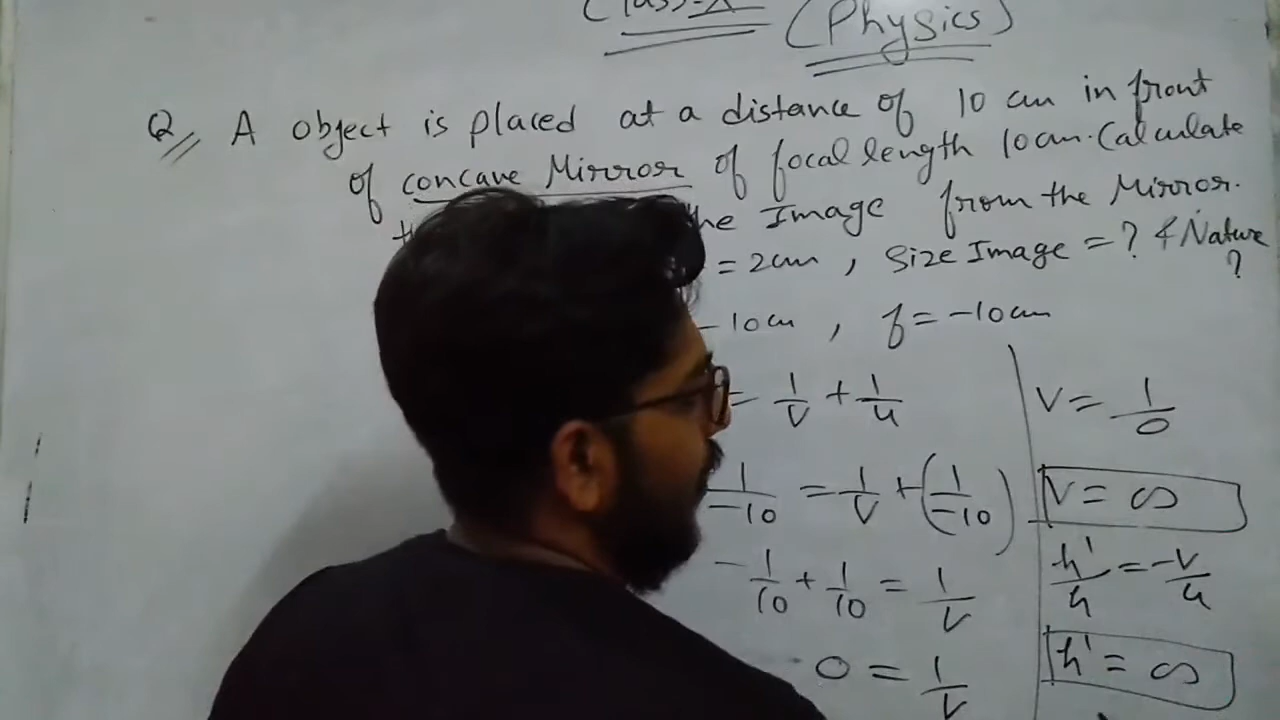 Class-X (Physics)
Q// A object is placed at a distance of 10 cm in front
of concave Mirror of focal length 10cm. Calculate
the Image from the Mirror.
= 2cm, Size Image = ? & Nature ?
-10cm, f = -10cm
= 1/v + 1/u
1/-10 = 1/v + (1/-10)
-1/10 + 1/10 = 1/v
0 = 1/v
v = 1/0
v = ∞
h'/h = -v/u
h' = ∞